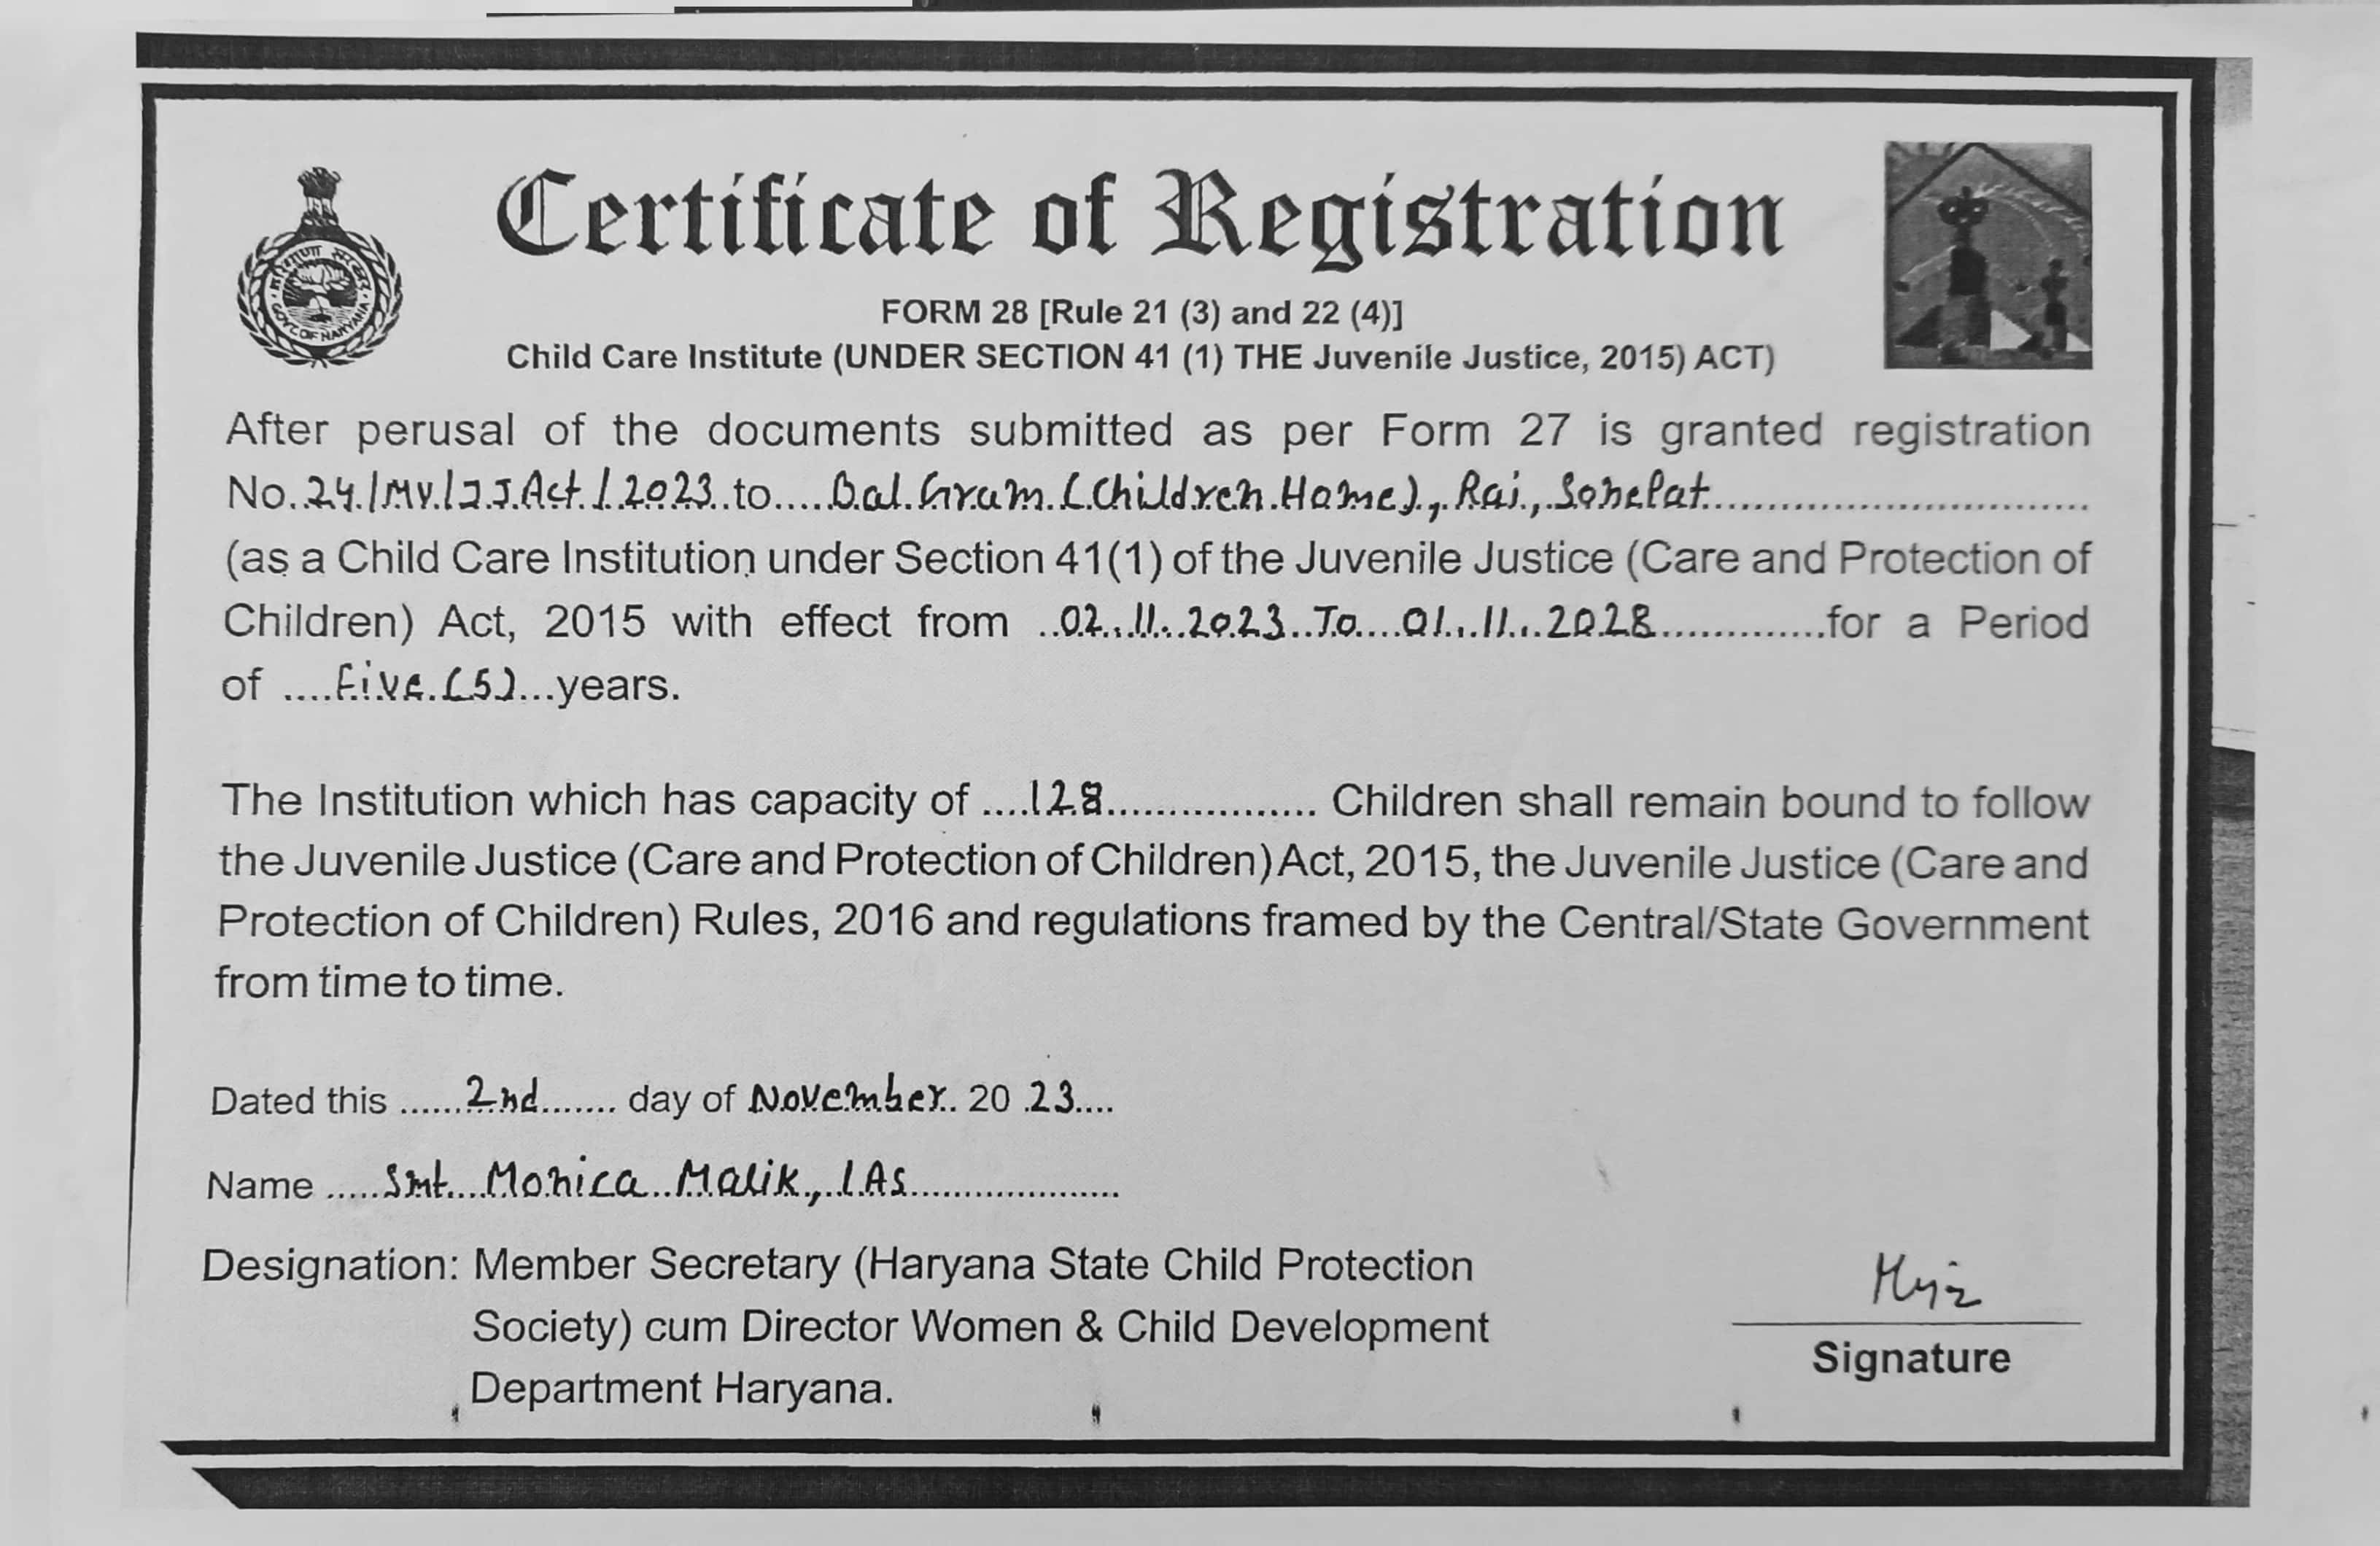 Certificate of Registration
FORM 28 [Rule 21 (3) and 22 (4)]
Child Care Institute (UNDER SECTION 41 (1) THE Juvenile Justice, 2015) ACT)
GOVT. OF HARYANA
After perusal of the documents submitted as per Form 27 is granted registration
No. 24/MV/JJ.Act/2023 to Bal Gram (Children Home), Rai, Sonepat
(as a Child Care Institution under Section 41(1) of the Juvenile Justice (Care and Protection of
Children) Act, 2015 with effect from 02.11.2023 To 01.11.2028 for a Period
of Five (5) years.
The Institution which has capacity of 128 Children shall remain bound to follow
the Juvenile Justice (Care and Protection of Children) Act, 2015, the Juvenile Justice (Care and
Protection of Children) Rules, 2016 and regulations framed by the Central/State Government
from time to time.
Dated this 2nd day of November 20 23
Name Smt. Monica Malik, IAS
Designation: Member Secretary (Haryana State Child Protection
Society) cum Director Women & Child Development
Department Haryana.
Signature